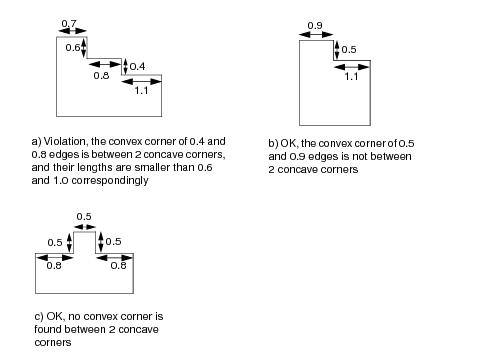 0.7
0.6
0.8
0.4
1.1
a) Violation, the convex corner of 0.4 and
0.8 edges is between 2 concave corners,
and their lengths are smaller than 0.6
and 1.0 correspondingly
0.9
0.5
1.1
b) OK, the convex corner of 0.5
and 0.9 edges is not between
2 concave corners
0.5
0.5
0.5
0.8
0.8
c) OK, no convex corner is
found between 2 concave
corners